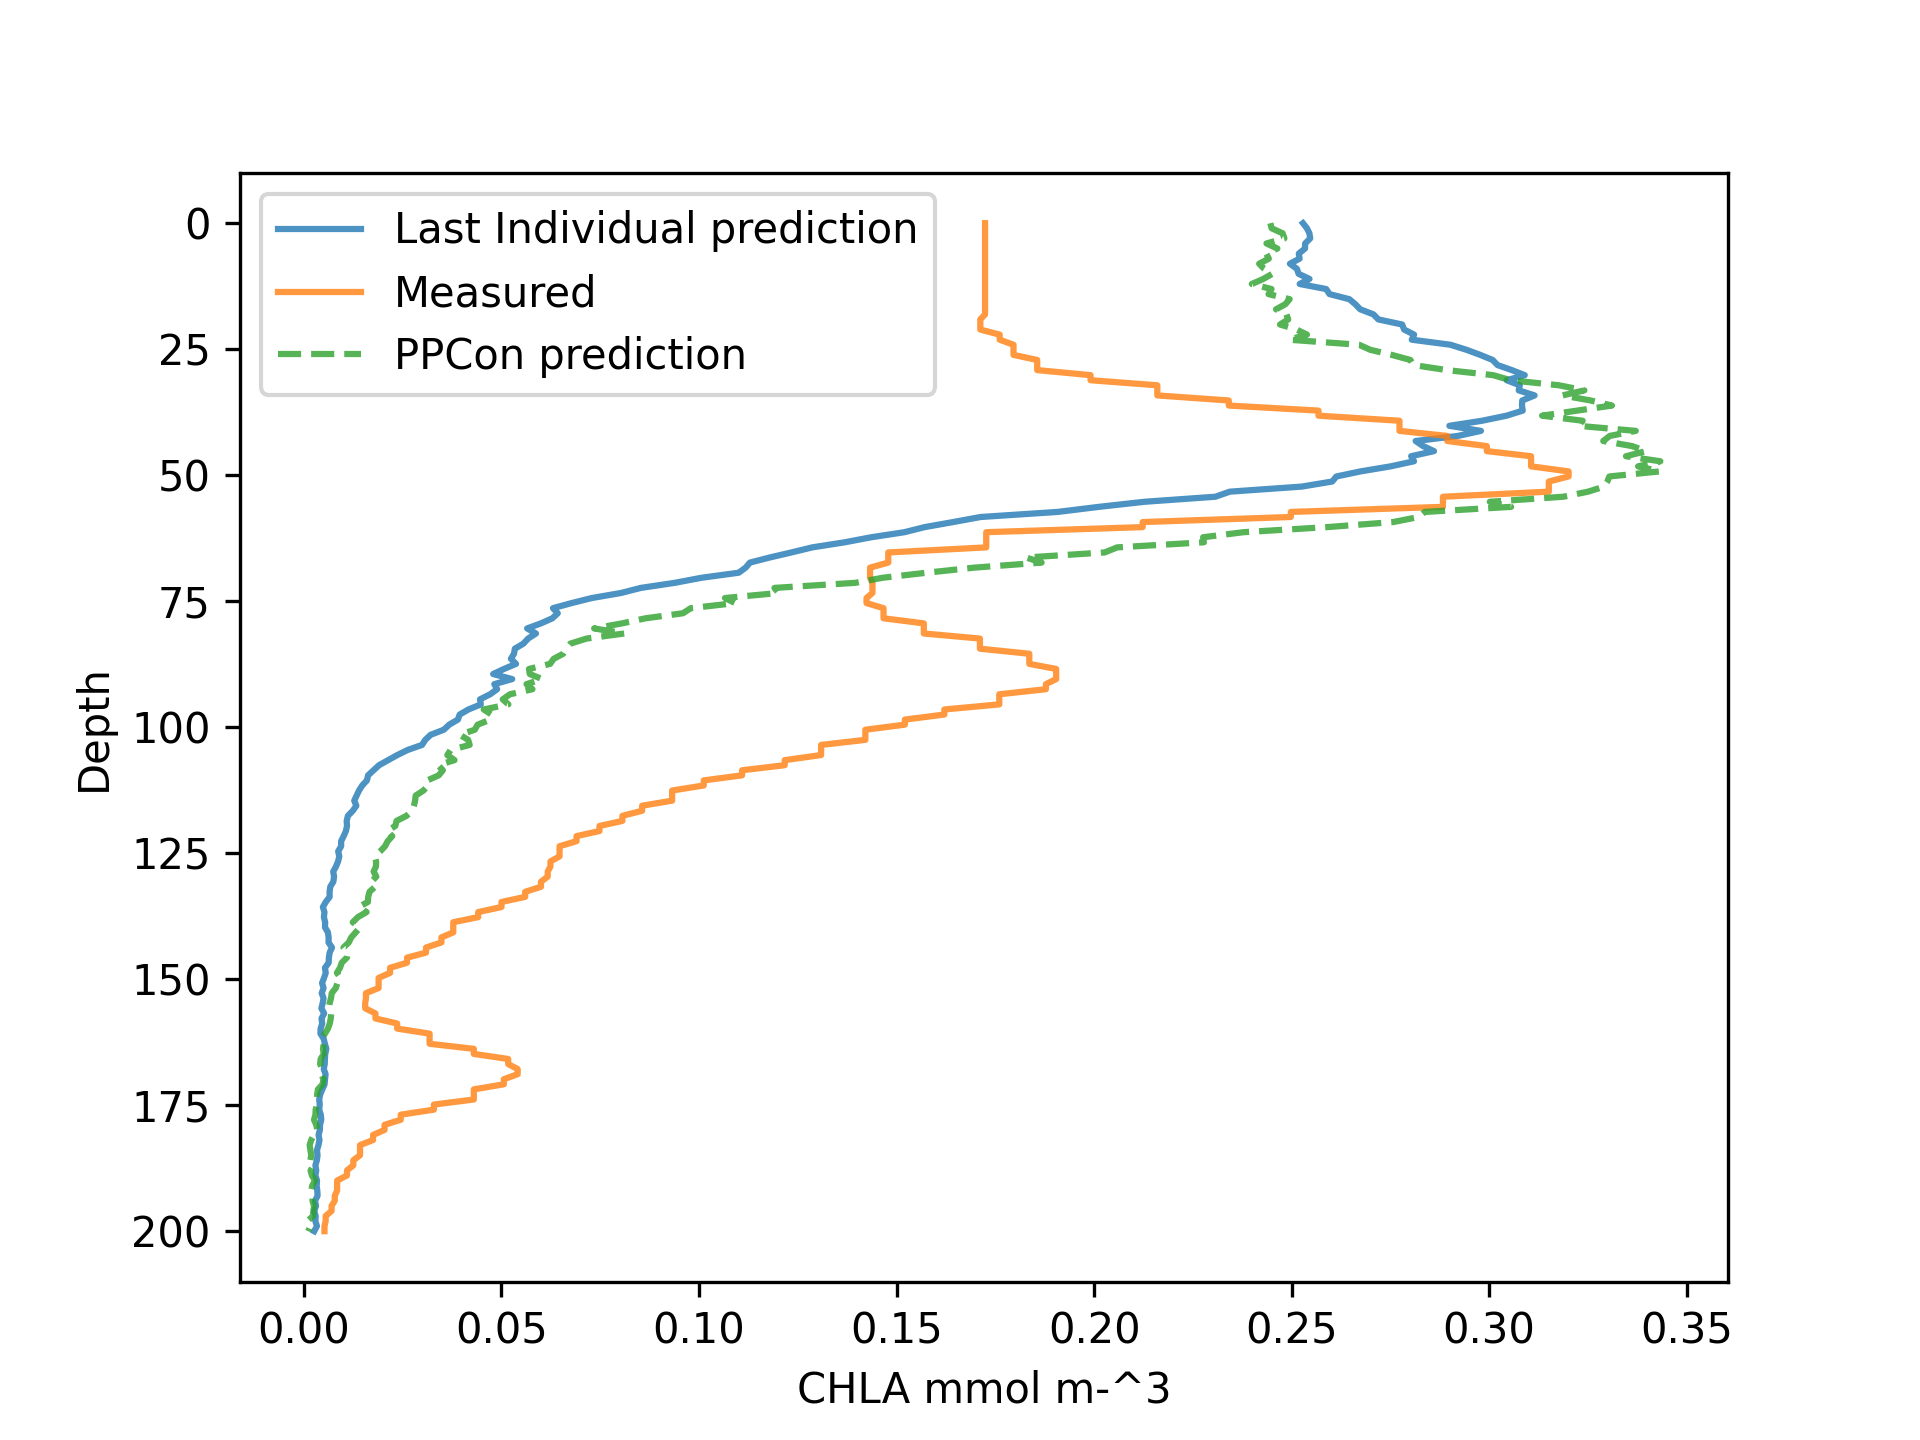 Last Individual prediction
Measured
PPCon prediction
0
25
50
75
100
125
150
175
200
Depth
0.00 0.05 0.10 0.15 0.20 0.25 0.30 0.35
CHLA mmol m-^3